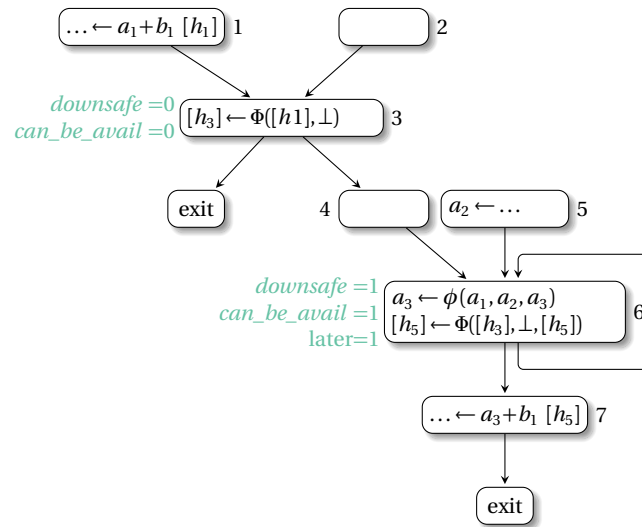 … ← a₁+b₁ [h₁] 1
2
downsafe =0
can_be_avail =0
[h₃] ← Φ([h1],⊥) 3
exit
4
a₂ ← … 5
downsafe =1
can_be_avail =1
later=1
a₃ ← ϕ(a₁,a₂,a₃)
[h₅] ← Φ([h₃],⊥,[h₅])
6
… ← a₃+b₁ [h₅] 7
exit